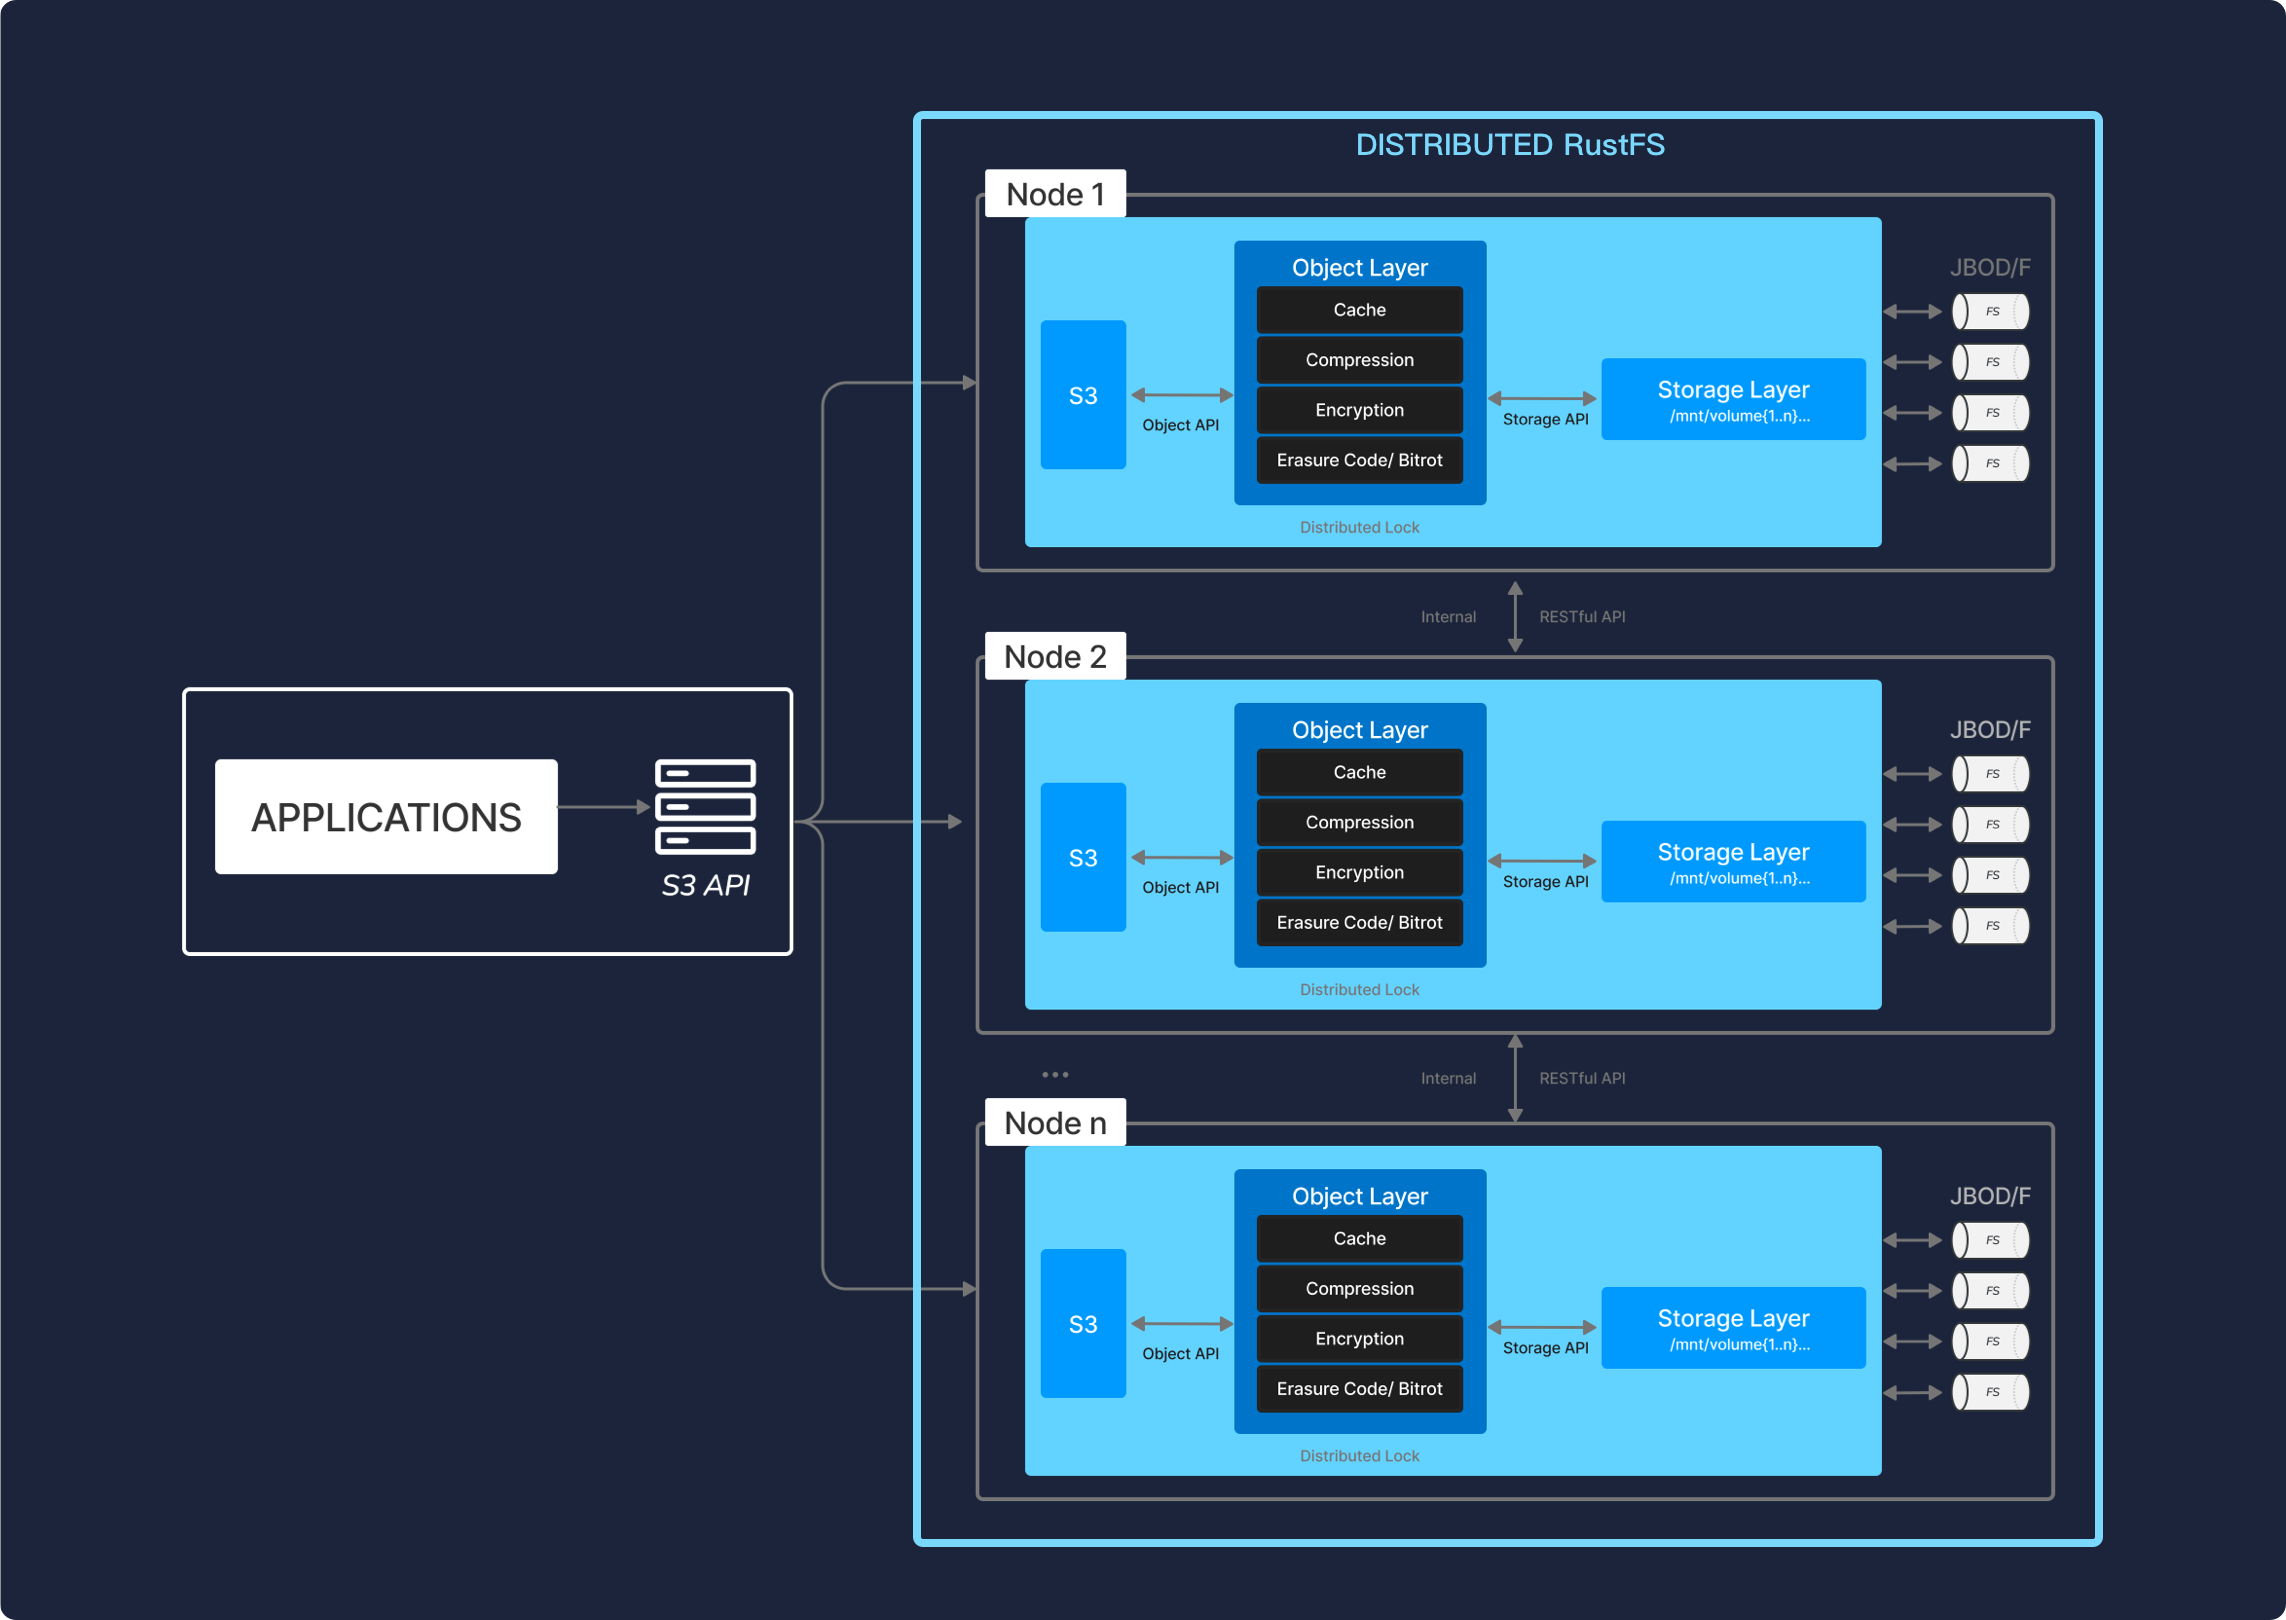 DISTRIBUTED RustFS
Node 1
Object Layer
Cache
Compression
Encryption
Erasure Code/ Bitrot
S3
Object API
Storage API
Storage Layer
/mnt/volume{1..n}...
Distributed Lock
JBOD/F
FS
FS
FS
FS
Internal
RESTful API
APPLICATIONS
S3 API
Node 2
Object Layer
Cache
Compression
Encryption
Erasure Code/ Bitrot
S3
Object API
Storage API
Storage Layer
/mnt/volume{1..n}...
Distributed Lock
JBOD/F
FS
FS
FS
FS
...
Internal
RESTful API
Node n
Object Layer
Cache
Compression
Encryption
Erasure Code/ Bitrot
S3
Object API
Storage API
Storage Layer
/mnt/volume{1..n}...
Distributed Lock
JBOD/F
FS
FS
FS
FS